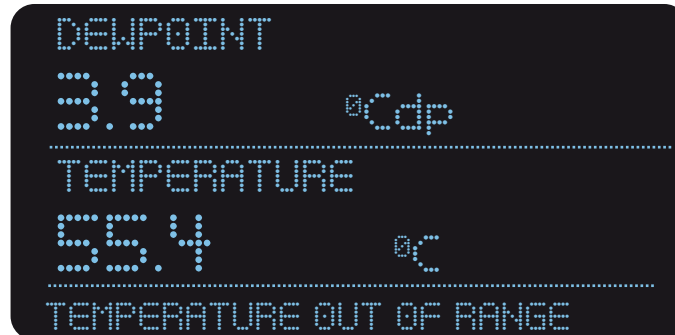 DEWPOINT
3.9 °Cdp
TEMPERATURE
55.4 °C
TEMPERATURE OUT OF RANGE